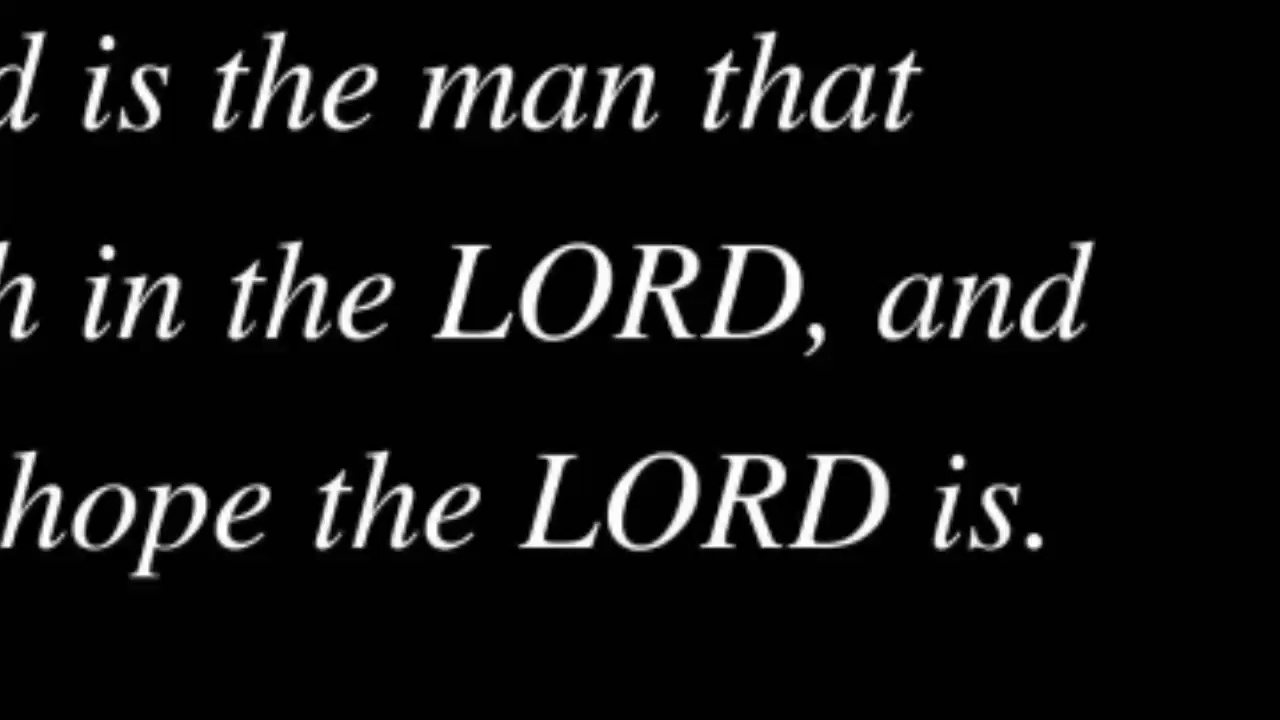 d is the man that
h in the LORD, and
hope the LORD is.